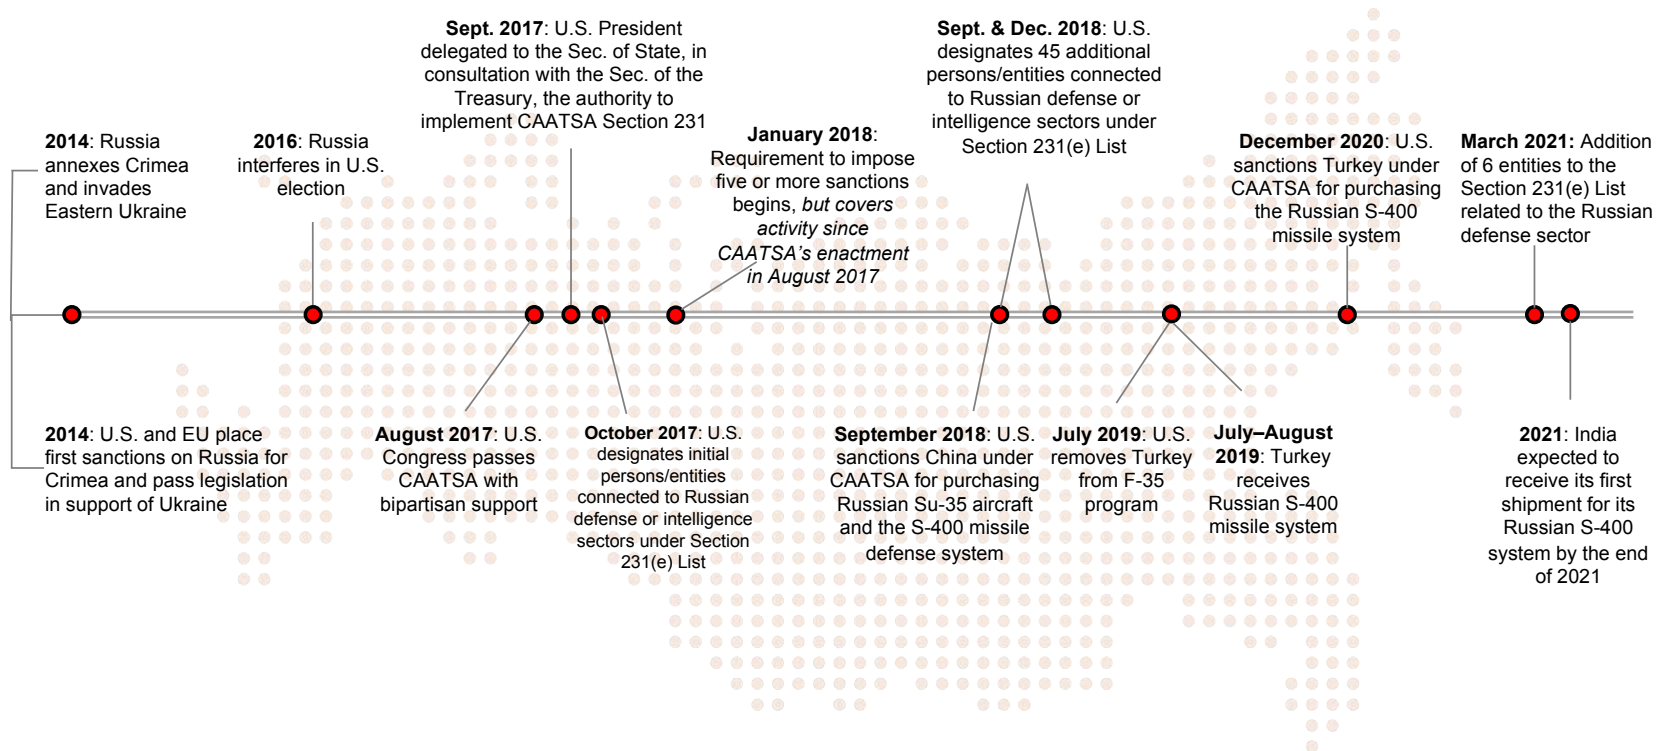 2014: Russia
annexes Crimea
and invades
Eastern Ukraine
2016: Russia
interferes in U.S.
election
Sept. 2017: U.S. President
delegated to the Sec. of State, in
consultation with the Sec. of the
Treasury, the authority to
implement CAATSA Section 231
January 2018:
Requirement to impose
five or more sanctions
begins, but covers
activity since
CAATSA's enactment
in August 2017
Sept. & Dec. 2018: U.S.
designates 45 additional
persons/entities connected
to Russian defense or
intelligence sectors under
Section 231(e) List
December 2020: U.S.
sanctions Turkey under
CAATSA for purchasing
the Russian S-400
missile system
March 2021: Addition
of 6 entities to the
Section 231(e) List
related to the Russian
defense sector
2014: U.S. and EU place
first sanctions on Russia for
Crimea and pass legislation
in support of Ukraine
August 2017: U.S.
Congress passes
CAATSA with
bipartisan support
October 2017: U.S.
designates initial
persons/entities
connected to Russian
defense or intelligence
sectors under Section
231(e) List
September 2018: U.S.
sanctions China under
CAATSA for purchasing
Russian Su-35 aircraft
and the S-400 missile
defense system
July 2019: U.S.
removes Turkey
from F-35
program
July–August
2019: Turkey
receives
Russian S-400
missile system
2021: India
expected to
receive its first
shipment for its
Russian S-400
system by the end
of 2021